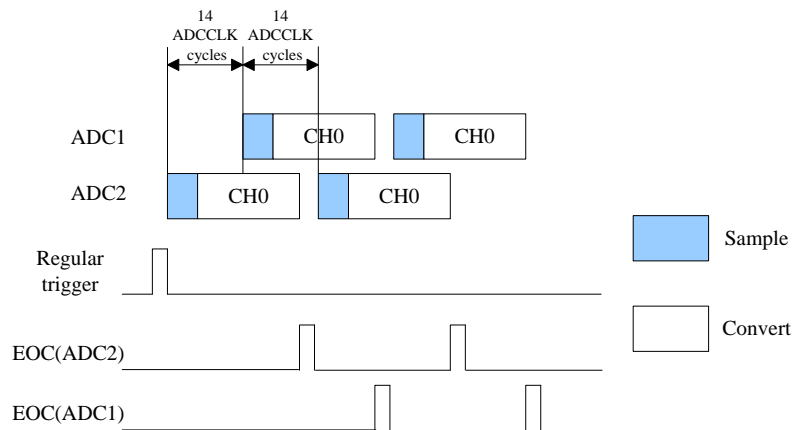 14
ADCCLK
cycles
14
ADCCLK
cycles
ADC1
CH0
CH0
ADC2
CH0
CH0
Sample
Regular
trigger
Convert
EOC(ADC2)
EOC(ADC1)